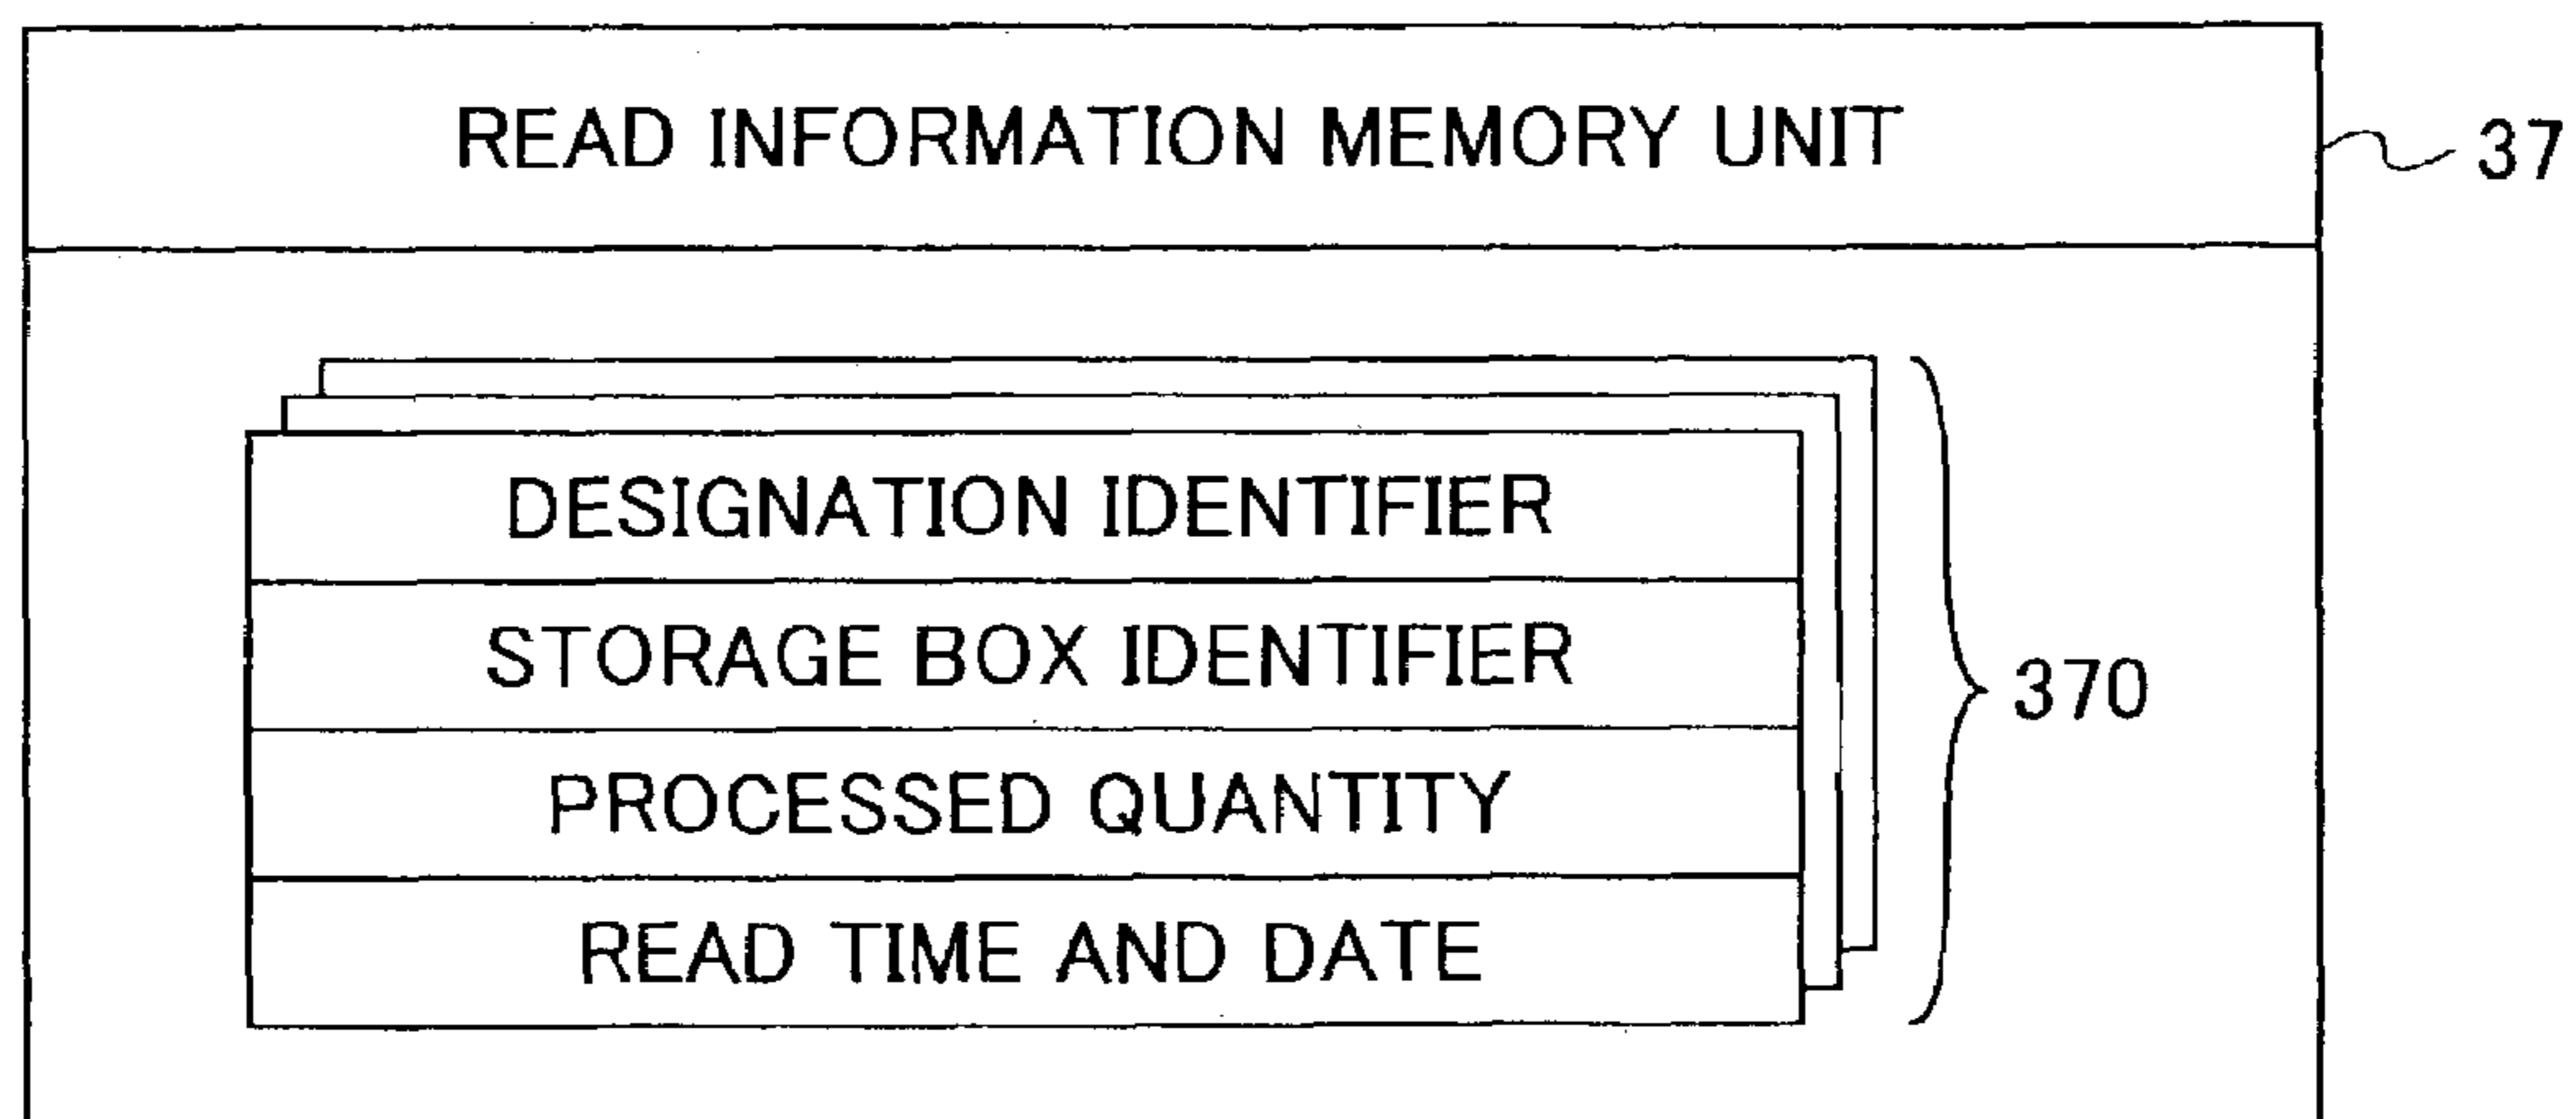 READ INFORMATION MEMORY UNIT
37
DESIGNATION IDENTIFIER
STORAGE BOX IDENTIFIER
370
PROCESSED QUANTITY
READ TIME AND DATE